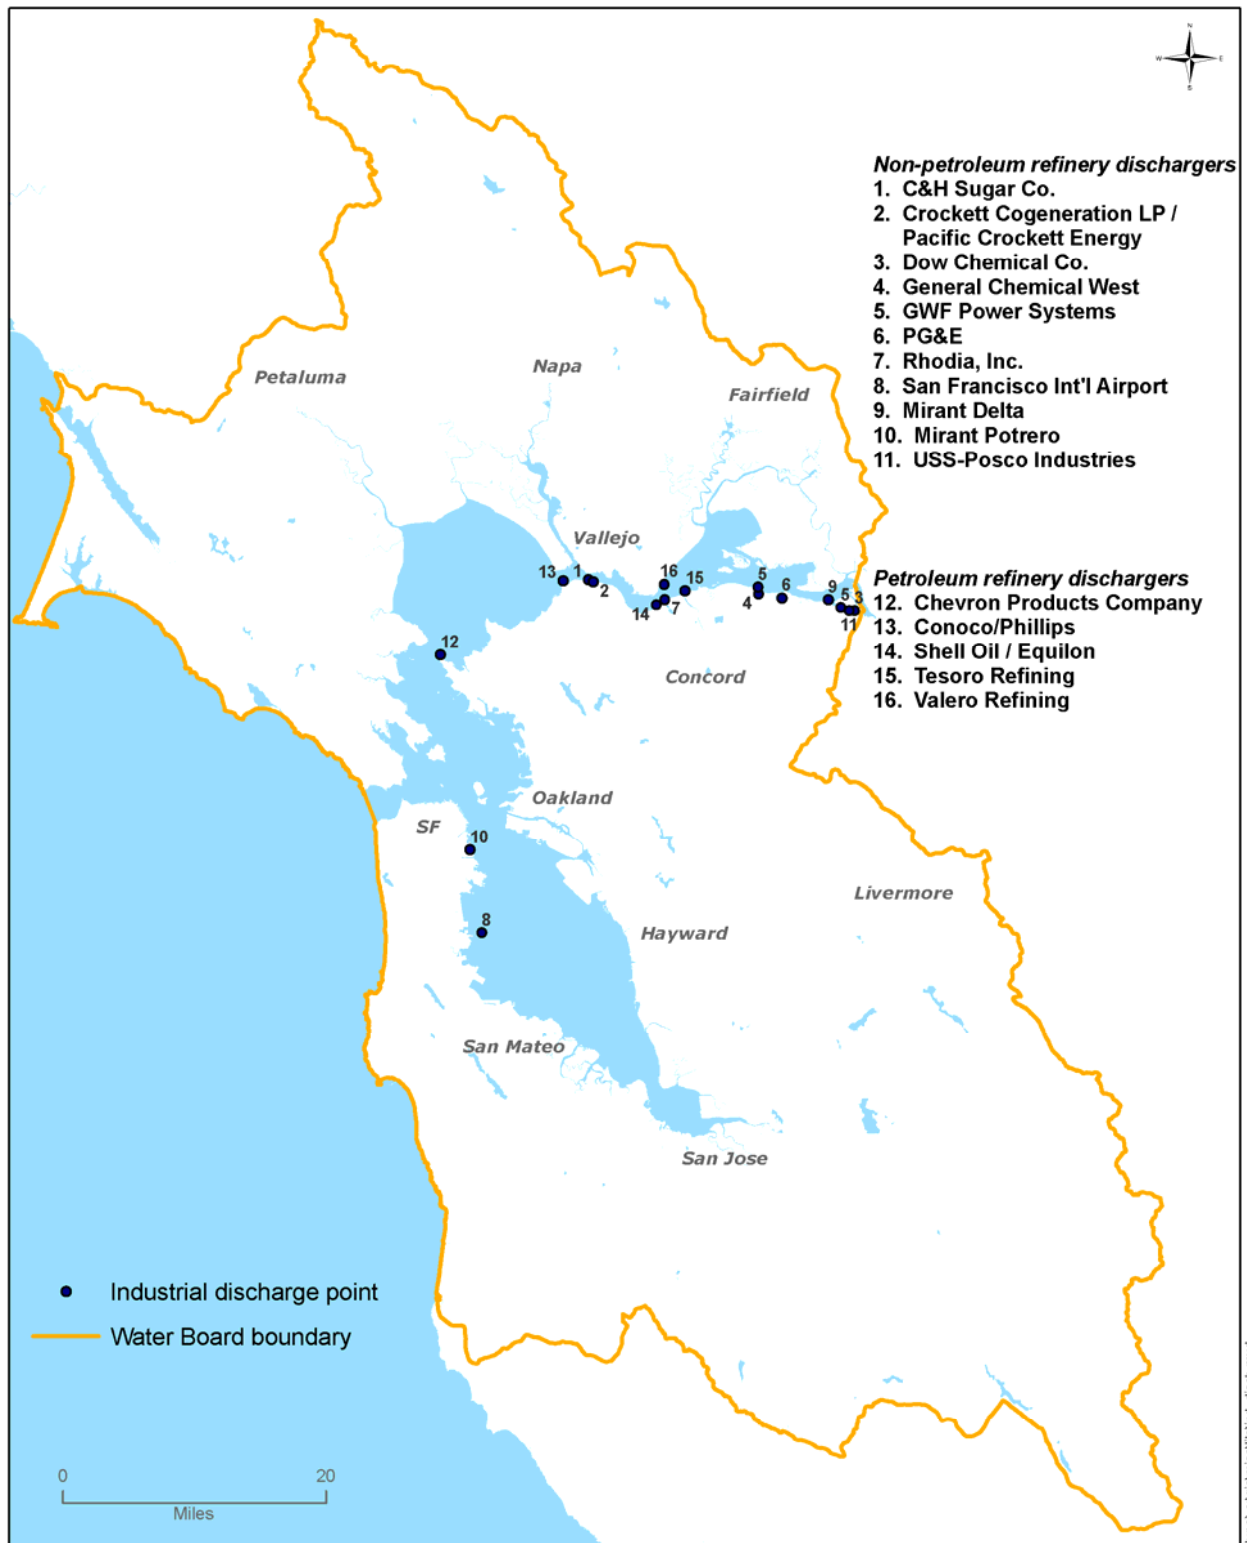 N
W E
S
Non-petroleum refinery dischargers
1. C&H Sugar Co.
2. Crockett Cogeneration LP /
Pacific Crockett Energy
3. Dow Chemical Co.
4. General Chemical West
5. GWF Power Systems
6. PG&E
7. Rhodia, Inc.
8. San Francisco Int'l Airport
9. Mirant Delta
10. Mirant Potrero
11. USS-Posco Industries
Petaluma
Napa
Fairfield
Vallejo
13 1 2
16 15
14 7
5
4 6
9 5 3
11
Petroleum refinery dischargers
12. Chevron Products Company
13. Conoco/Phillips
14. Shell Oil / Equilon
15. Tesoro Refining
16. Valero Refining
12
Concord
Oakland
SF
10
Livermore
8
Hayward
San Mateo
San Jose
Industrial discharge point
Water Board boundary
0 20
Miles